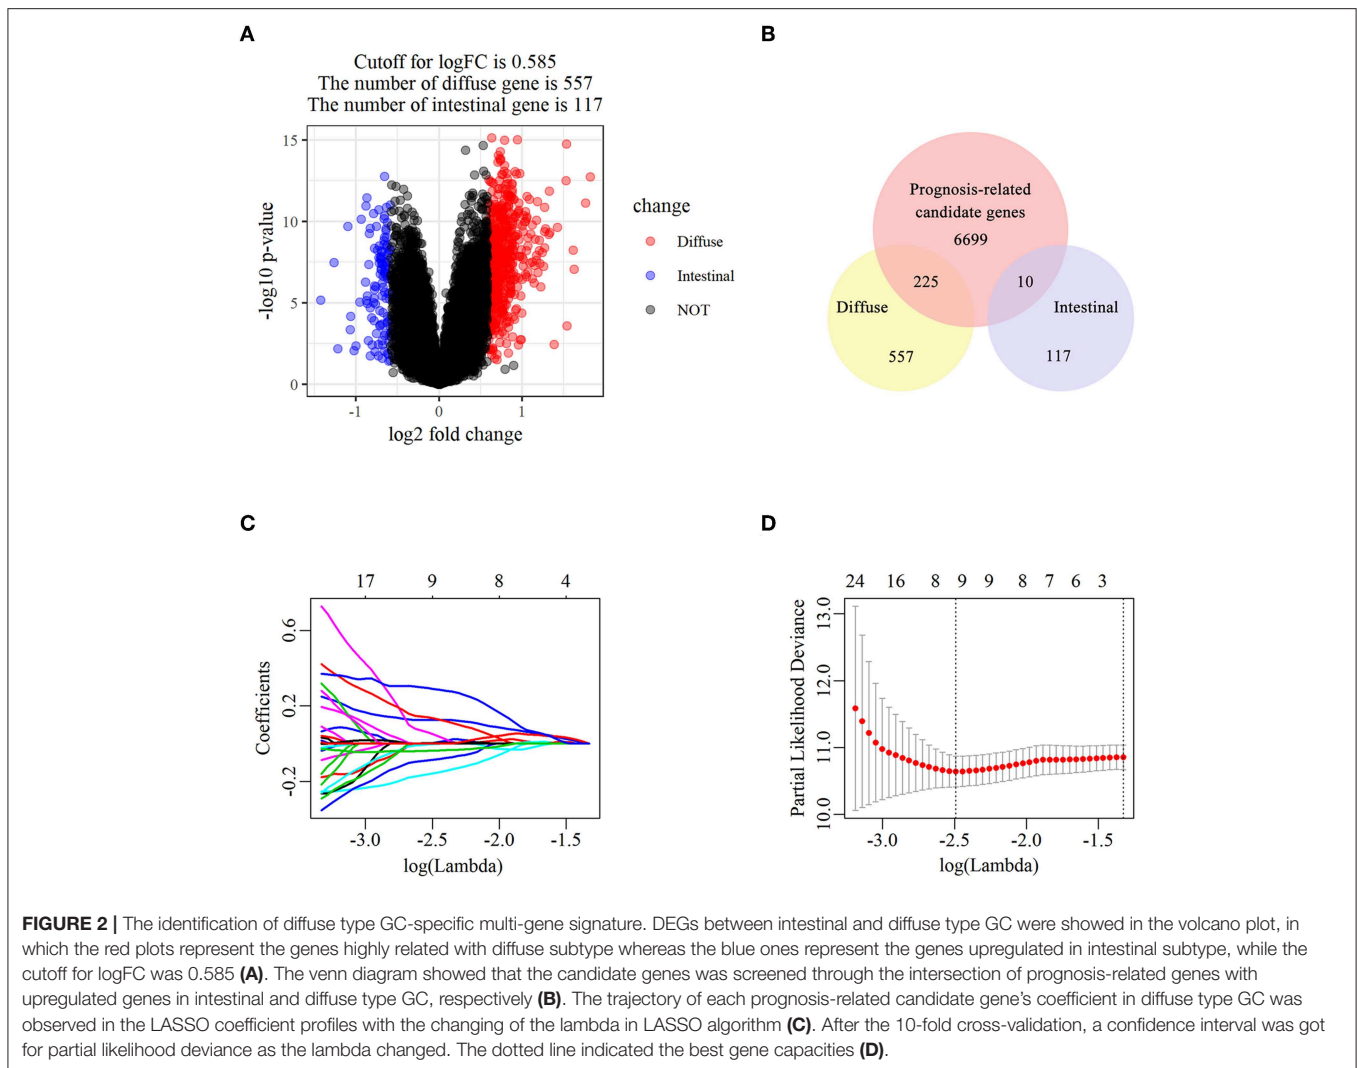 A
Cutoff for logFC is 0.585
The number of diffuse gene is 557
The number of intestinal gene is 117
15
10
5
0
-log10 p-value
-1
0
1
log2 fold change
change
Diffuse
Intestinal
NOT
B
Prognosis-related
candidate genes
6699
225
10
Diffuse
Intestinal
557
117
C
17
9
8
4
0.6
0.2
-0.2
Coefficients
-3.0
-2.5
-2.0
-1.5
log(Lambda)
D
24
16
8
9
9
8
7
6
3
13.0
12.0
11.0
10.0
Partial Likelihood Deviance
-3.0
-2.5
-2.0
-1.5
log(Lambda)
FIGURE 2 | The identification of diffuse type GC-specific multi-gene signature. DEGs between intestinal and diffuse type GC were showed in the volcano plot, in
which the red plots represent the genes highly related with diffuse subtype whereas the blue ones represent the genes upregulated in intestinal subtype, while the
cutoff for logFC was 0.585 (A). The venn diagram showed that the candidate genes was screened through the intersection of prognosis-related genes with
upregulated genes in intestinal and diffuse type GC, respectively (B). The trajectory of each prognosis-related candidate gene's coefficient in diffuse type GC was
observed in the LASSO coefficient profiles with the changing of the lambda in LASSO algorithm (C). After the 10-fold cross-validation, a confidence interval was got
for partial likelihood deviance as the lambda changed. The dotted line indicated the best gene capacities (D).